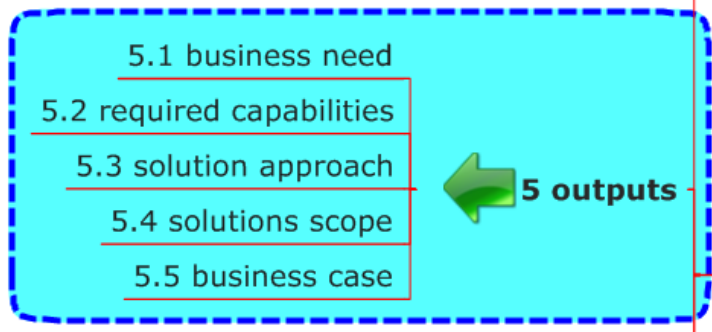 5.1 business need
5.2 required capabilities
5.3 solution approach
5.4 solutions scope
5.5 business case
5 outputs